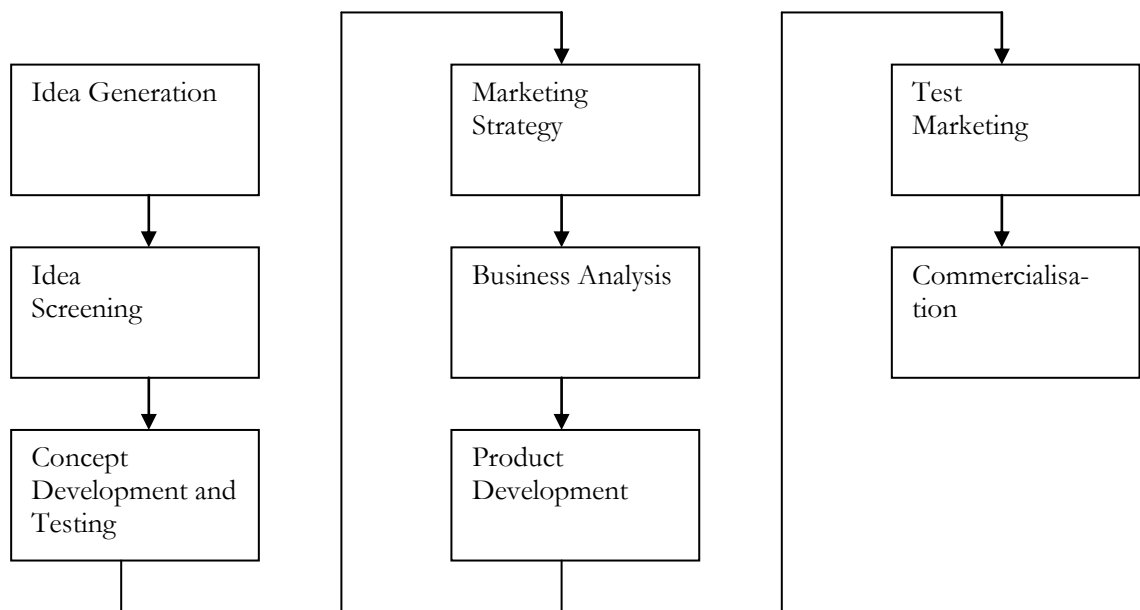 Idea Generation
Idea
Screening
Concept
Development and
Testing
Marketing
Strategy
Business Analysis
Product
Development
Test
Marketing
Commercialisa-
tion